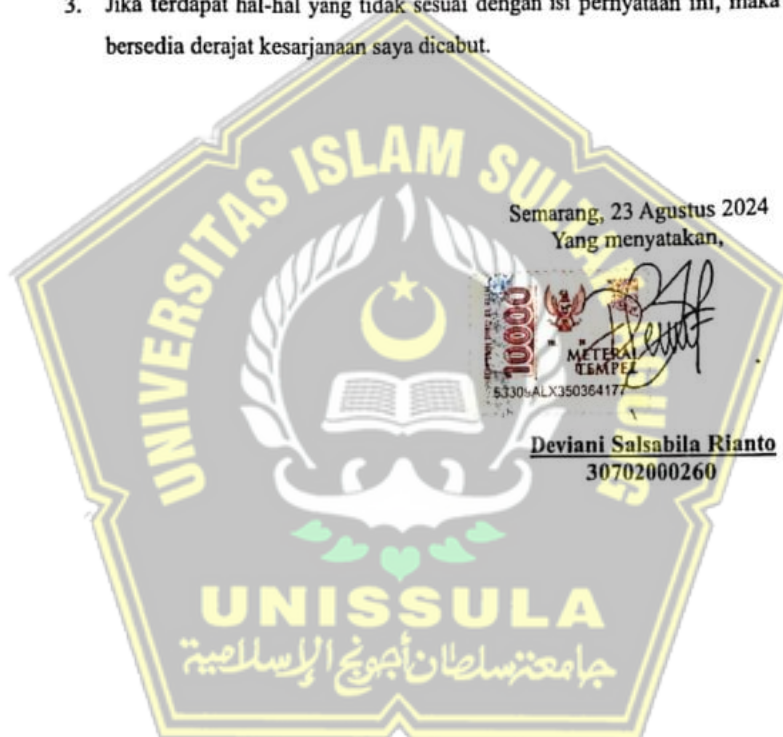 3. Jika terdapat hal-hal yang tidak sesuai dengan isi pernyataan ini, maka
bersedia derajat kesarjanaan saya dicabut.
UNIVERSITAS ISLAM SULTAN AGUNG
Semarang, 23 Agustus 2024
Yang menyatakan,
10000
METERAI
TEMPEL
Deviani Salsabila Rianto
30702000260
UNISSULA
جامعة سلطان أجونج الإسلامية